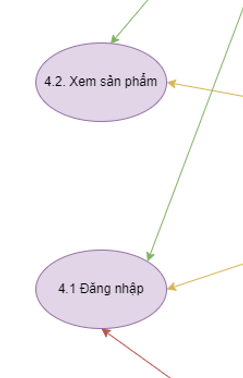 4.2. Xem sản phẩm
4.1 Đăng nhập